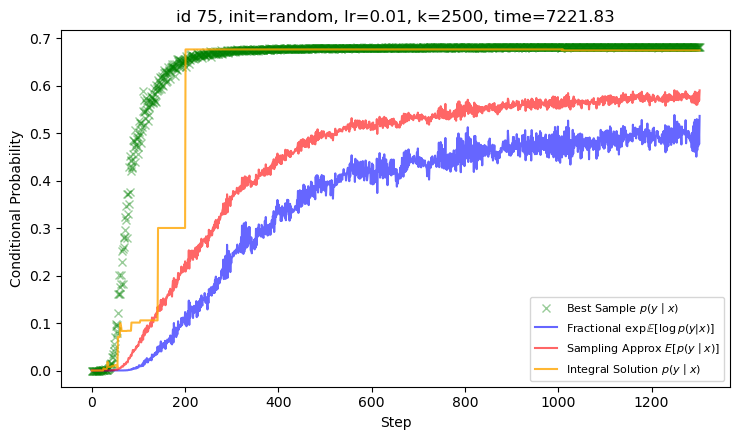 id 75, init=random, lr=0.01, k=2500, time=7221.83
Conditional Probability
0.7
0.6
0.5
0.4
0.3
0.2
0.1
0.0
Best Sample p(y | x)
Fractional exp𝔼[log p(y|x)]
Sampling Approx E[p(y | x)]
Integral Solution p(y | x)
0 200 400 600 800 1000 1200
Step